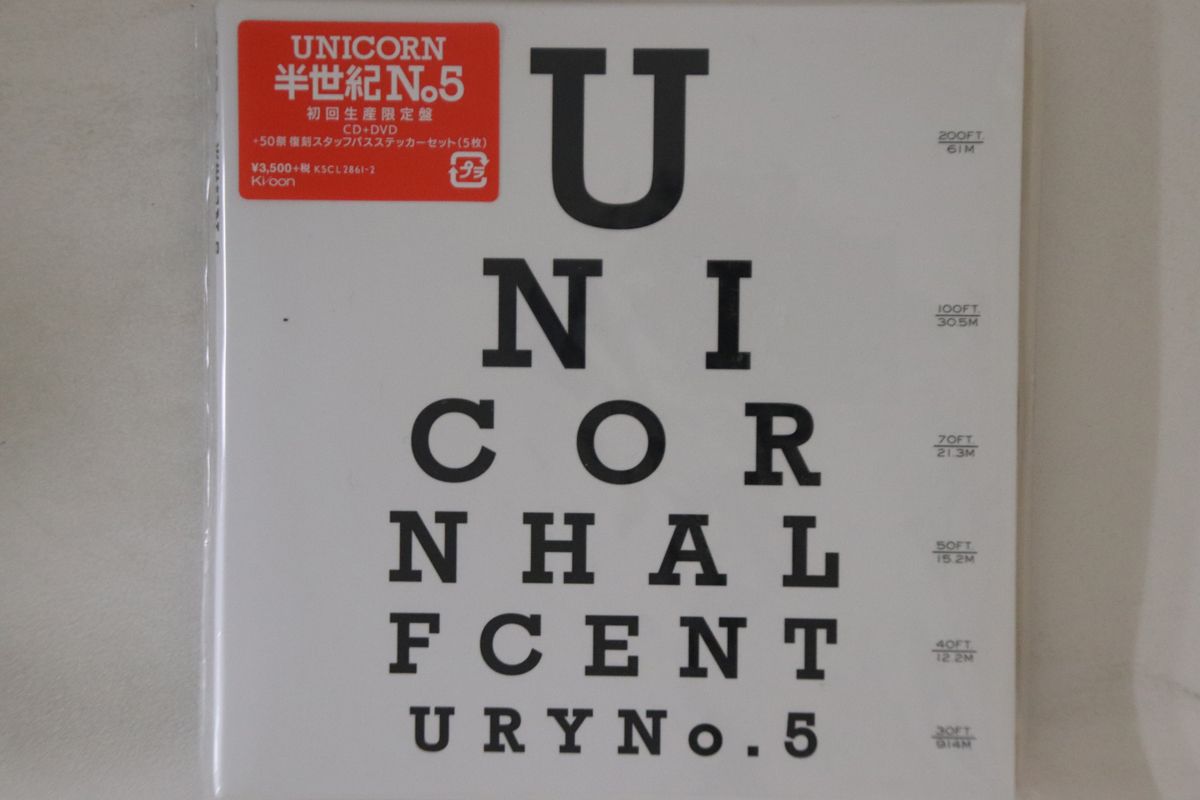 UNICORN
半世紀No5
初回生産限定盤
CD+DVD
+50祭 復刻スタッフパスステッカーセット(5枚)
¥3,500+税 KSCL2861-2
Ki/oon
プラ
U
200FT.
61M
N I
100FT.
30.5M
C O R
70FT.
21.3M
N H A L
50FT.
15.2M
F C E N T
40FT.
12.2M
U R Y N o . 5
30FT.
9.14M